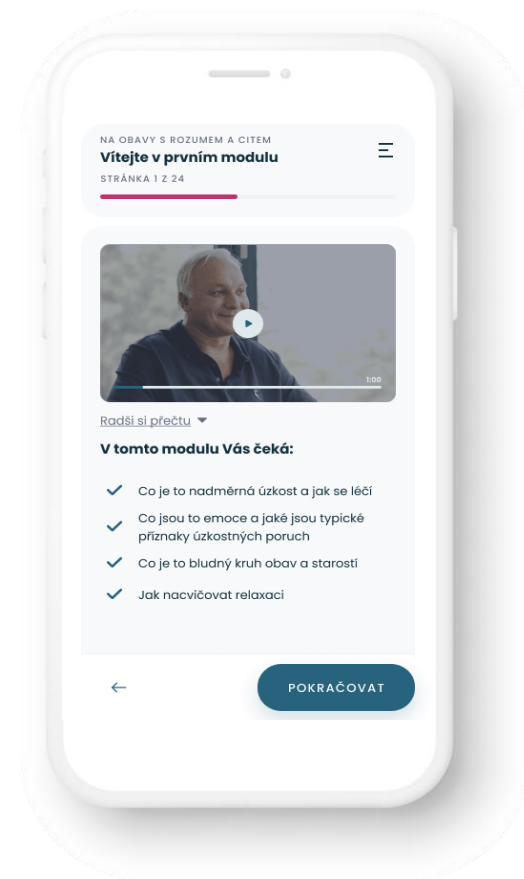 NA OBAVY S ROZUMEM A CITEM
Vítejte v prvním modulu
STRÁNKA 1 Z 24
1:00
Radši si přečtu
V tomto modulu Vás čeká:
Co je to nadměrná úzkost a jak se léčí
Co jsou to emoce a jaké jsou typické
příznaky úzkostných poruch
Co je to bludný kruh obav a starostí
Jak nacvičovat relaxaci
POKRAČOVAT